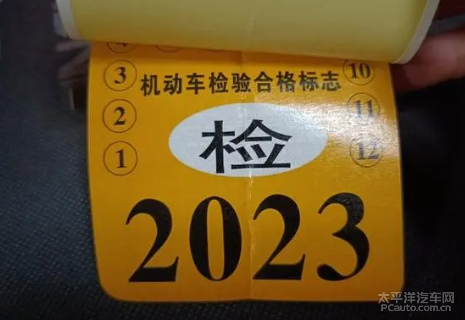 4
3 机动车检验合格标志 10
2 检 11
1 12
2023
太平洋汽车网
PCauto.com.cn